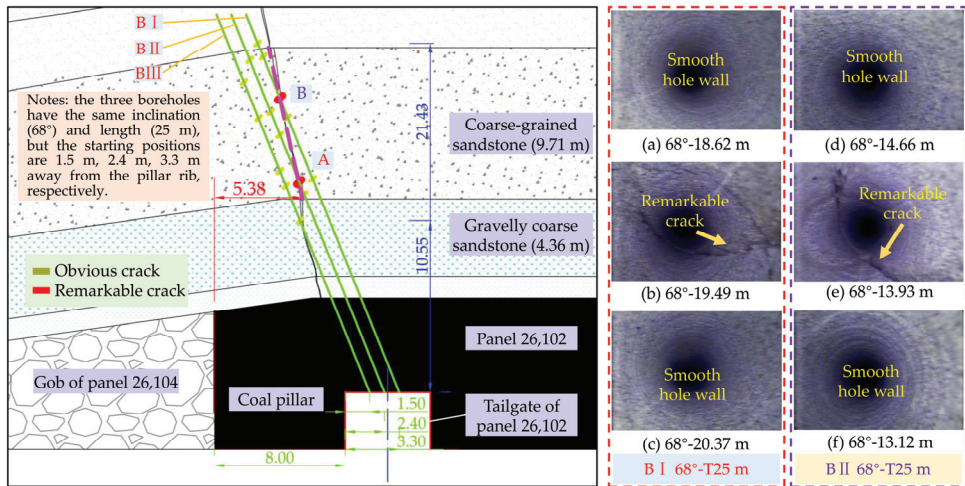 B Ⅰ
B Ⅱ
BⅢ
Notes: the three boreholes
have the same inclination
(68°) and length (25 m),
but the starting positions
are 1.5 m, 2.4 m, 3.3 m
away from the pillar rib,
respectively.
B
A
5.38
21.43
10.55
Coarse-grained
sandstone (9.71 m)
Gravelly coarse
sandstone (4.36 m)
Obvious crack
Remarkable crack
Panel 26,102
Gob of panel 26,104
Coal pillar
1.50
2.40
3.30
8.00
Tailgate of
panel 26,102
Smooth
hole wall
(a) 68°-18.62 m
Remarkable
crack
(b) 68°-19.49 m
Smooth
hole wall
(c) 68°-20.37 m
B Ⅰ 68°-T25 m
Smooth
hole wall
(d) 68°-14.66 m
Remarkable
crack
(e) 68°-13.93 m
Smooth
hole wall
(f) 68°-13.12 m
B Ⅱ 68°-T25 m